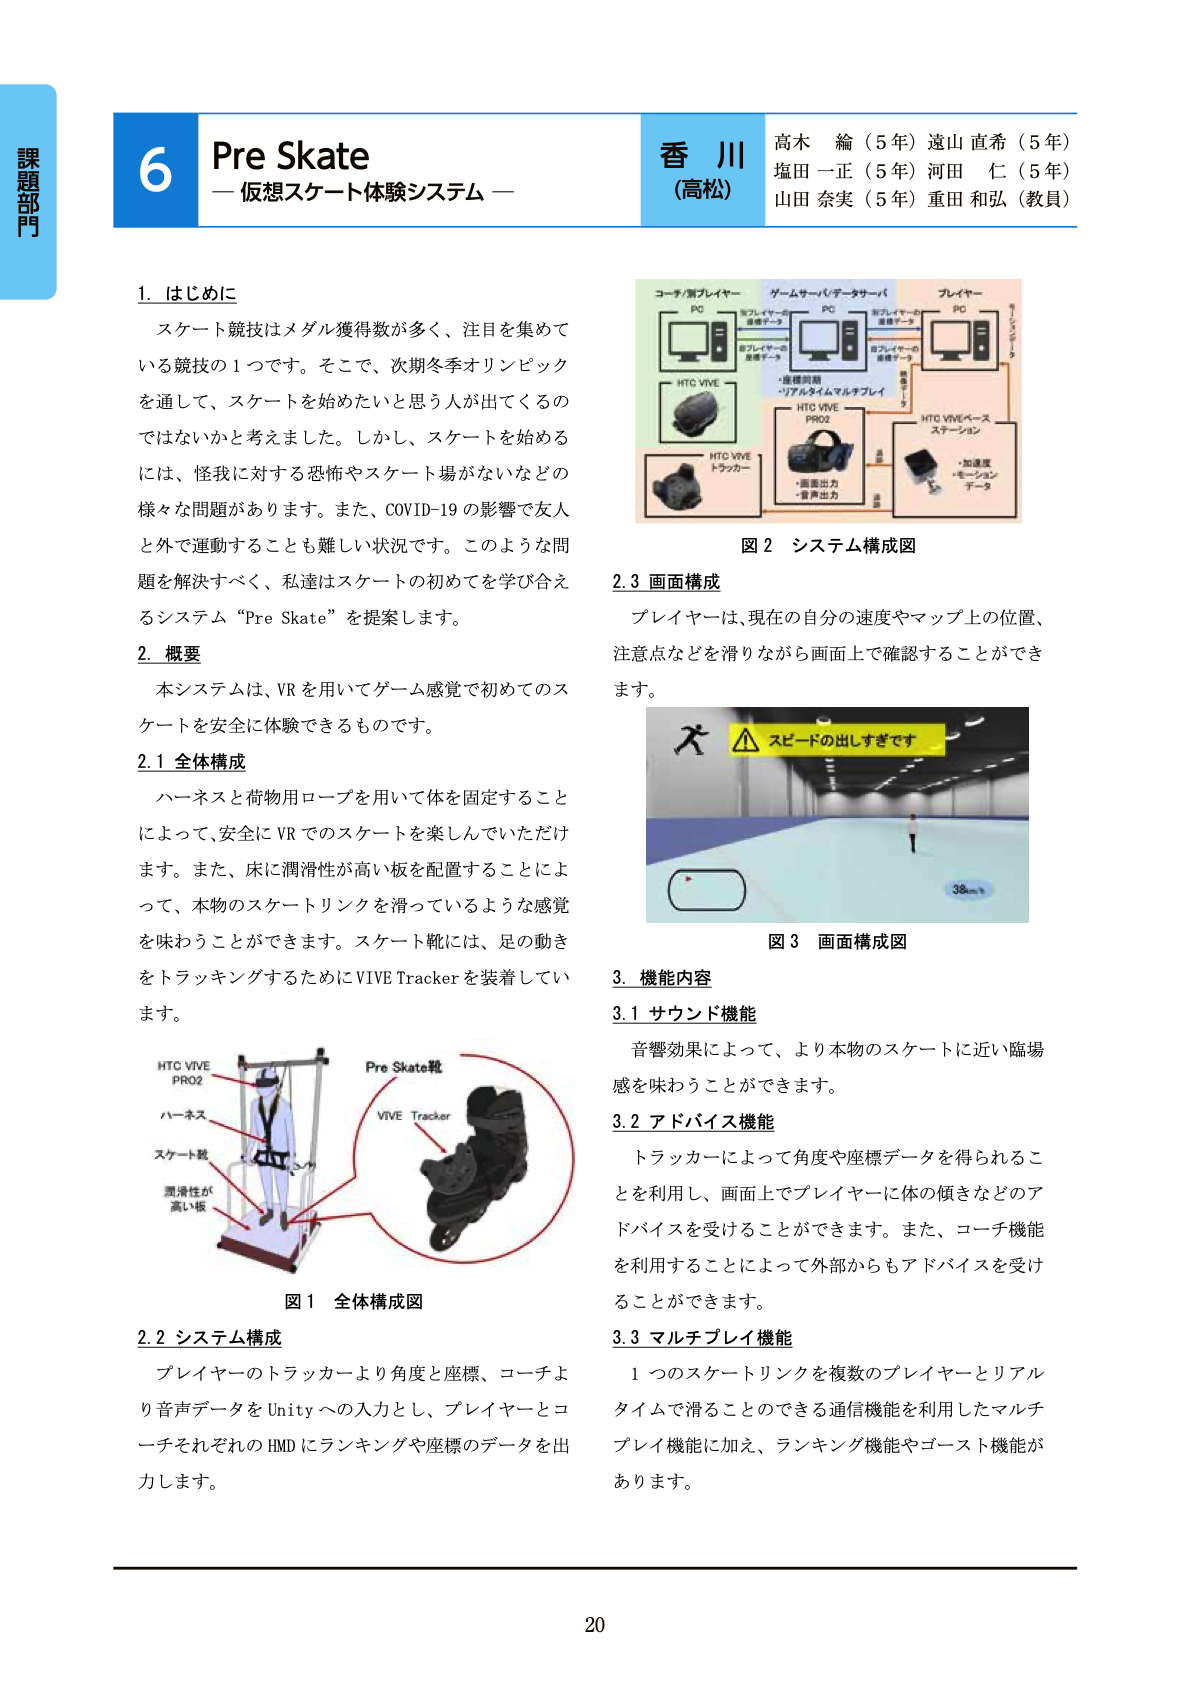 課題部門
6
Pre Skate
― 仮想スケート体験システム ―
香 川
(高松)
高木 綸（５年）遠山 直希（５年）
塩田 一正（５年）河田 仁（５年）
山田 奈実（５年）重田 和弘（教員）
1. はじめに
スケート競技はメダル獲得数が多く、注目を集めて
いる競技の 1 つです。そこで、次期冬季オリンピック
を通して、スケートを始めたいと思う人が出てくるの
ではないかと考えました。しかし、スケートを始める
には、怪我に対する恐怖やスケート場がないなどの
様々な問題があります。また、COVID-19 の影響で友人
と外で運動することも難しい状況です。このような問
題を解決すべく、私達はスケートの初めてを学び合え
るシステム“Pre Skate”を提案します。
2. 概要
本システムは、VR を用いてゲーム感覚で初めてのス
ケートを安全に体験できるものです。
2.1 全体構成
ハーネスと荷物用ロープを用いて体を固定すること
によって、安全に VR でのスケートを楽しんでいただけ
ます。また、床に潤滑性が高い板を配置することによ
って、本物のスケートリンクを滑っているような感覚
を味わうことができます。スケート靴には、足の動き
をトラッキングするために VIVE Tracker を装着してい
ます。
HTC VIVE
PRO2
ハーネス
スケート靴
潤滑性が
高い板
Pre Skate靴
VIVE Tracker
図 1 全体構成図
2.2 システム構成
プレイヤーのトラッカーより角度と座標、コーチよ
り音声データを Unity への入力とし、プレイヤーとコ
ーチそれぞれの HMD にランキングや座標のデータを出
力します。
コーチ/別プレイヤー
ゲームサーバ/データサーバ
プレイヤー
PC
PC
PC
別プレイヤーの
座標データ
別プレイヤーの
座標データ
モーションデータ
自プレイヤーの
座標データ
自プレイヤーの
座標データ
HTC VIVE
・座標同期
・リアルタイムマルチプレイ
映像データ
HTC VIVE
PRO2
・画面出力
・音声出力
HTC VIVEベース
ステーション
・加速度
・モーション
データ
HTC VIVE
トラッカー
図 2 システム構成図
2.3 画面構成
プレイヤーは、現在の自分の速度やマップ上の位置、
注意点などを滑りながら画面上で確認することができ
ます。
スピードの出しすぎです
38km/h
図 3 画面構成図
3. 機能内容
3.1 サウンド機能
音響効果によって、より本物のスケートに近い臨場
感を味わうことができます。
3.2 アドバイス機能
トラッカーによって角度や座標データを得られるこ
とを利用し、画面上でプレイヤーに体の傾きなどのア
ドバイスを受けることができます。また、コーチ機能
を利用することによって外部からもアドバイスを受け
ることができます。
3.3 マルチプレイ機能
1 つのスケートリンクを複数のプレイヤーとリアル
タイムで滑ることのできる通信機能を利用したマルチ
プレイ機能に加え、ランキング機能やゴースト機能が
あります。
20